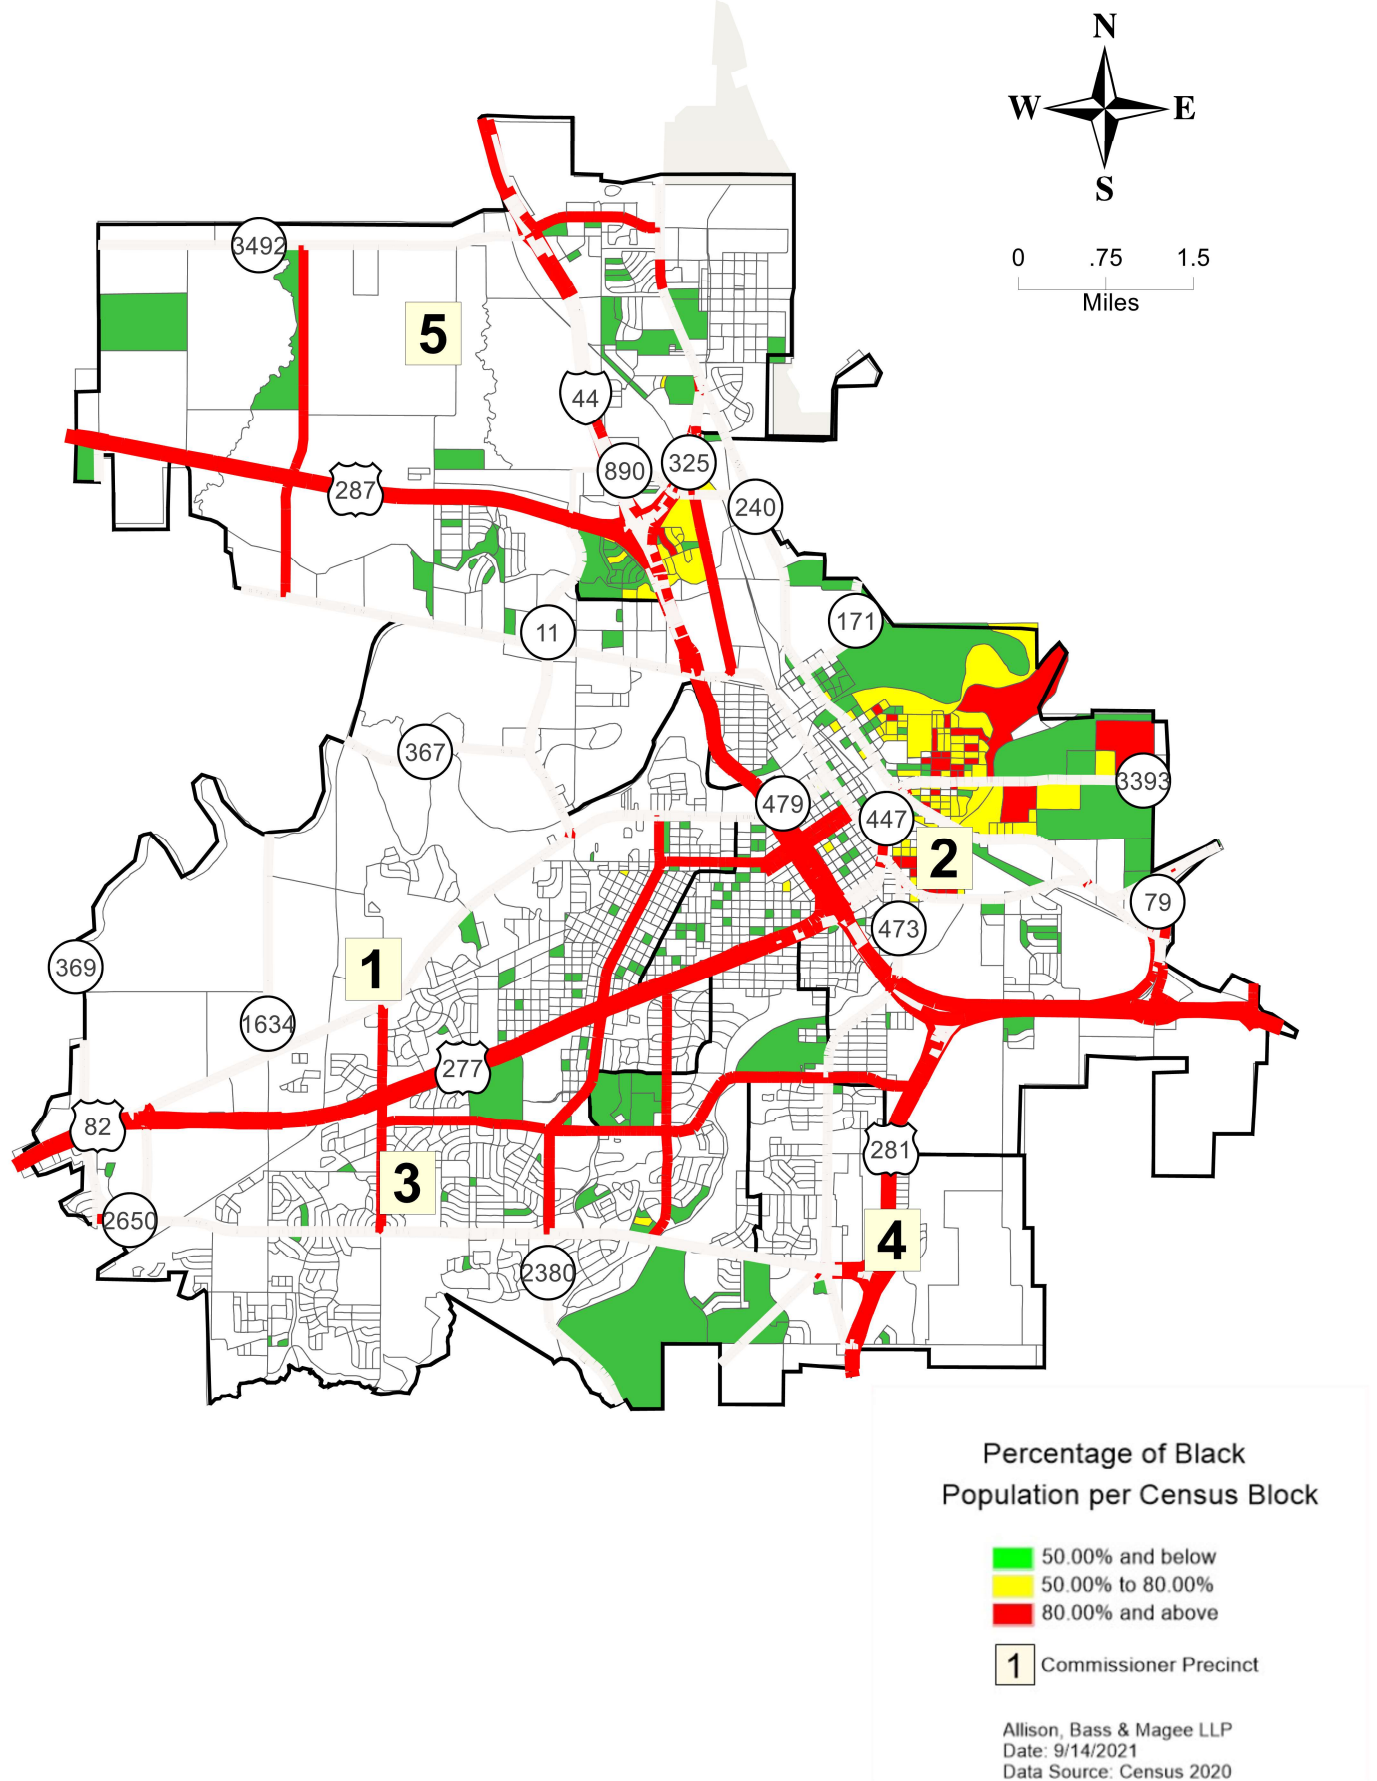 N
W E
S
0 .75 1.5
Miles
3492
5
44
890
325
287
240
11
171
367
3393
479
447
2
79
473
1
369
1634
277
82
281
3
2650
4
2380
Percentage of Black
Population per Census Block
50.00% and below
50.00% to 80.00%
80.00% and above
1 Commissioner Precinct
Allison, Bass & Magee LLP
Date: 9/14/2021
Data Source: Census 2020